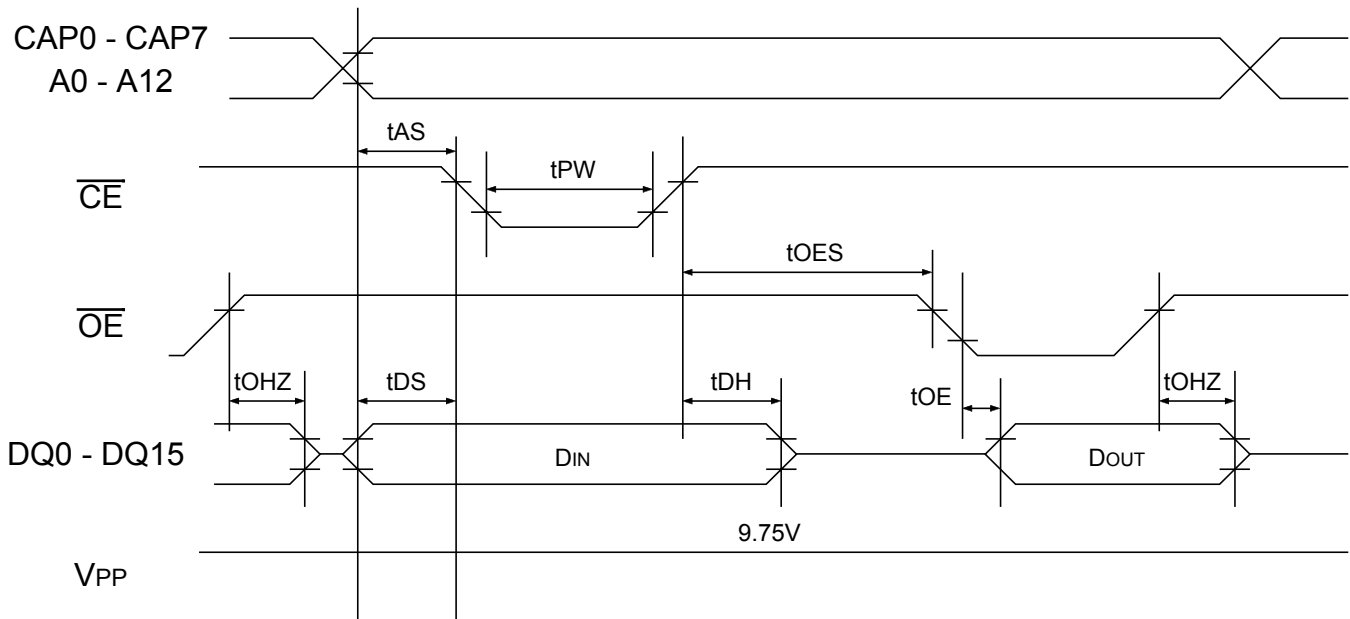 CAP0 - CAP7
A0 - A12
tAS
tPW
CE
tOES
OE
tOHZ
tDS
tDH
tOE
tOHZ
DQ0 - DQ15
DIN
DOUT
9.75V
VPP